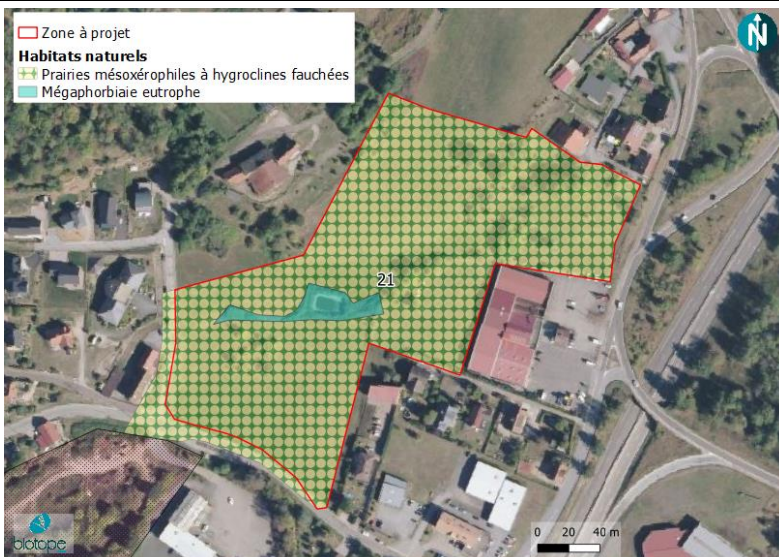 Zone à projet
Habitats naturels
Prairies mésoxérophiles à hygroclines fauchées
Mégaphorbiaie eutrophe
N
21
biotope
0 20 40 m